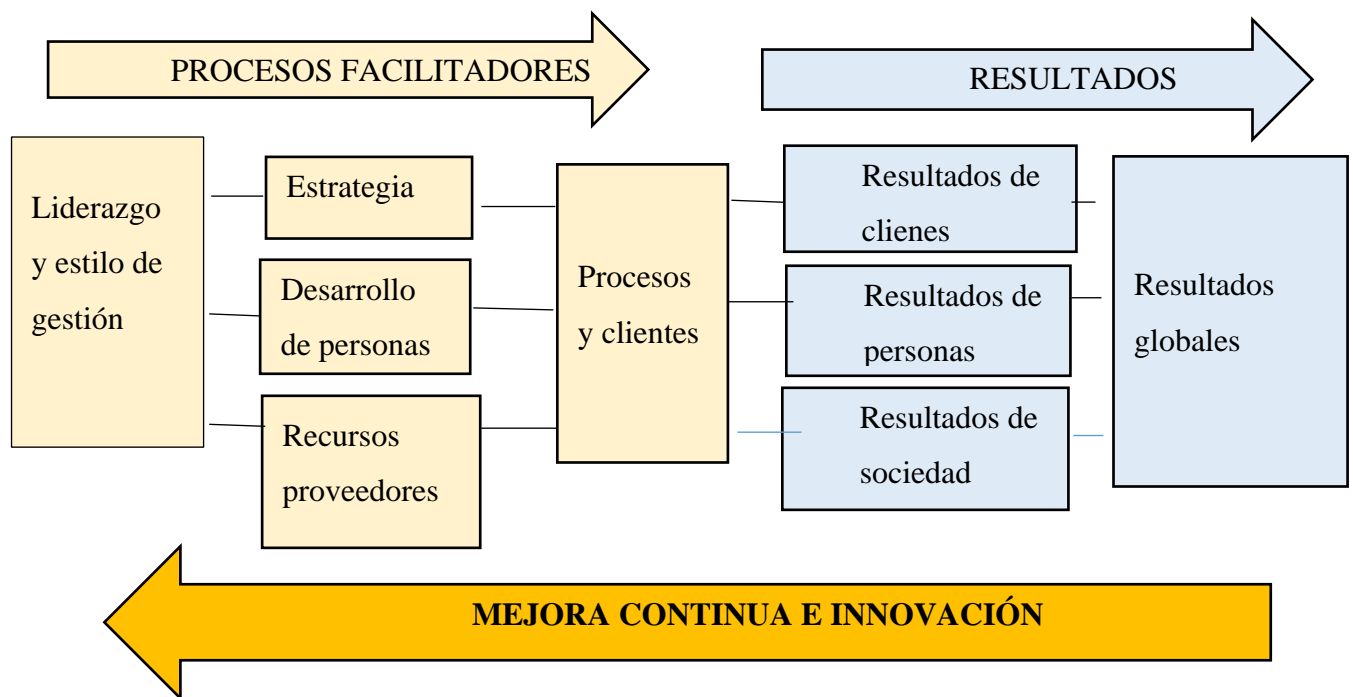 PROCESOS FACILITADORES
RESULTADOS
Liderazgo
y estilo de
gestión
Estrategia
Desarrollo
de personas
Recursos
proveedores
Procesos
y clientes
Resultados de
clienes
Resultados de
personas
Resultados de
sociedad
Resultados
globales
MEJORA CONTINUA E INNOVACIÓN